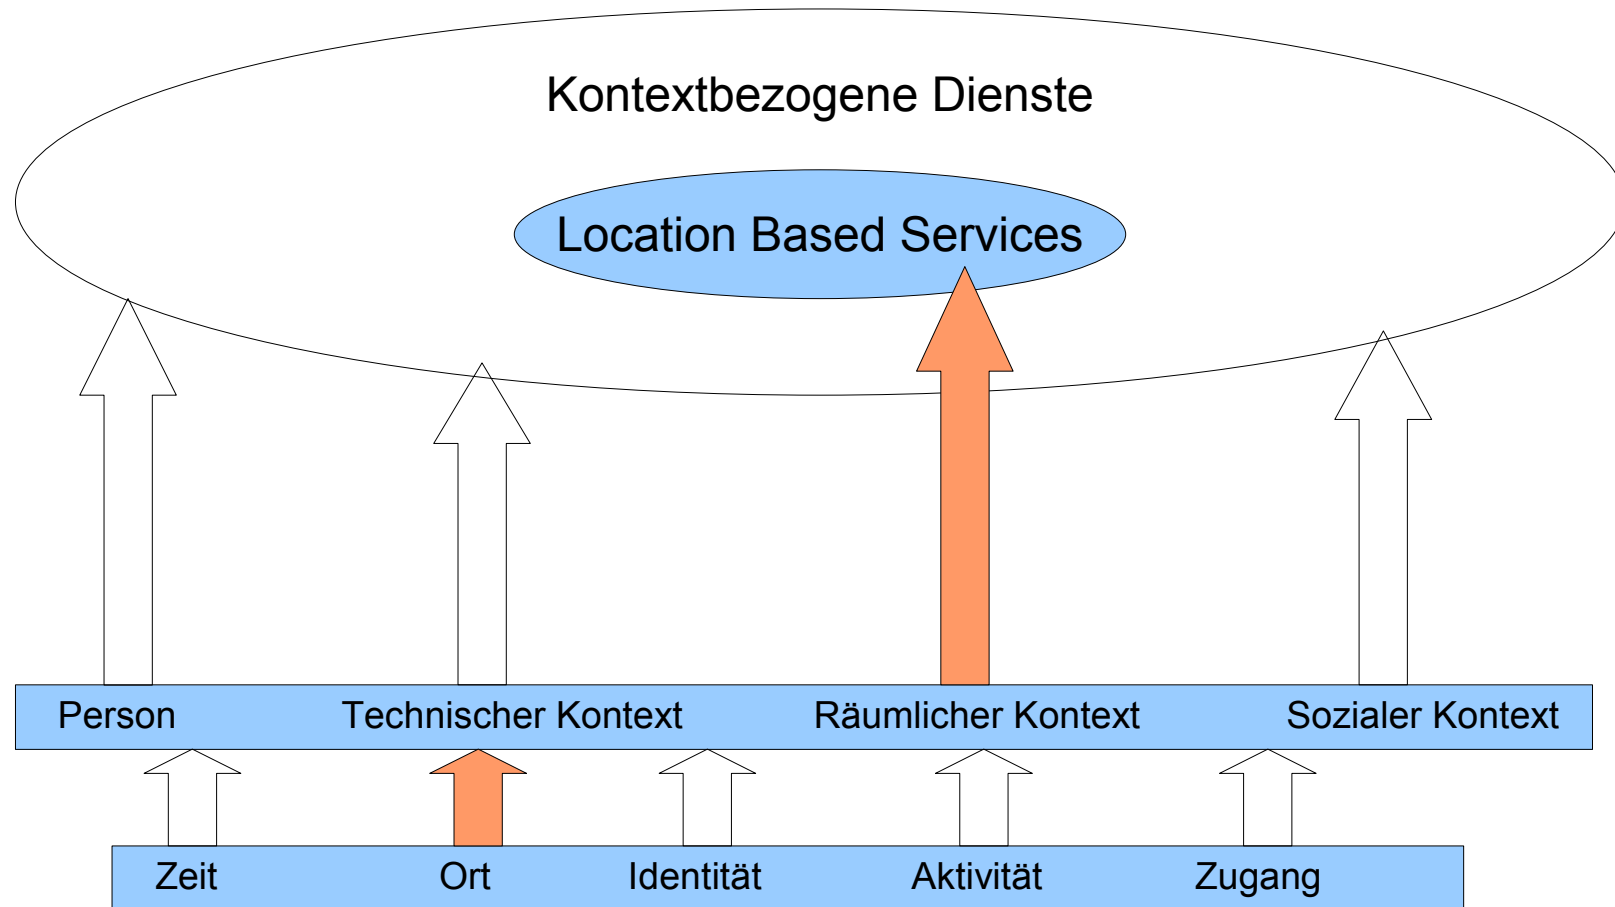 Kontextbezogene Dienste
Location Based Services
Person Technischer Kontext Räumlicher Kontext Sozialer Kontext
Zeit Ort Identität Aktivität Zugang